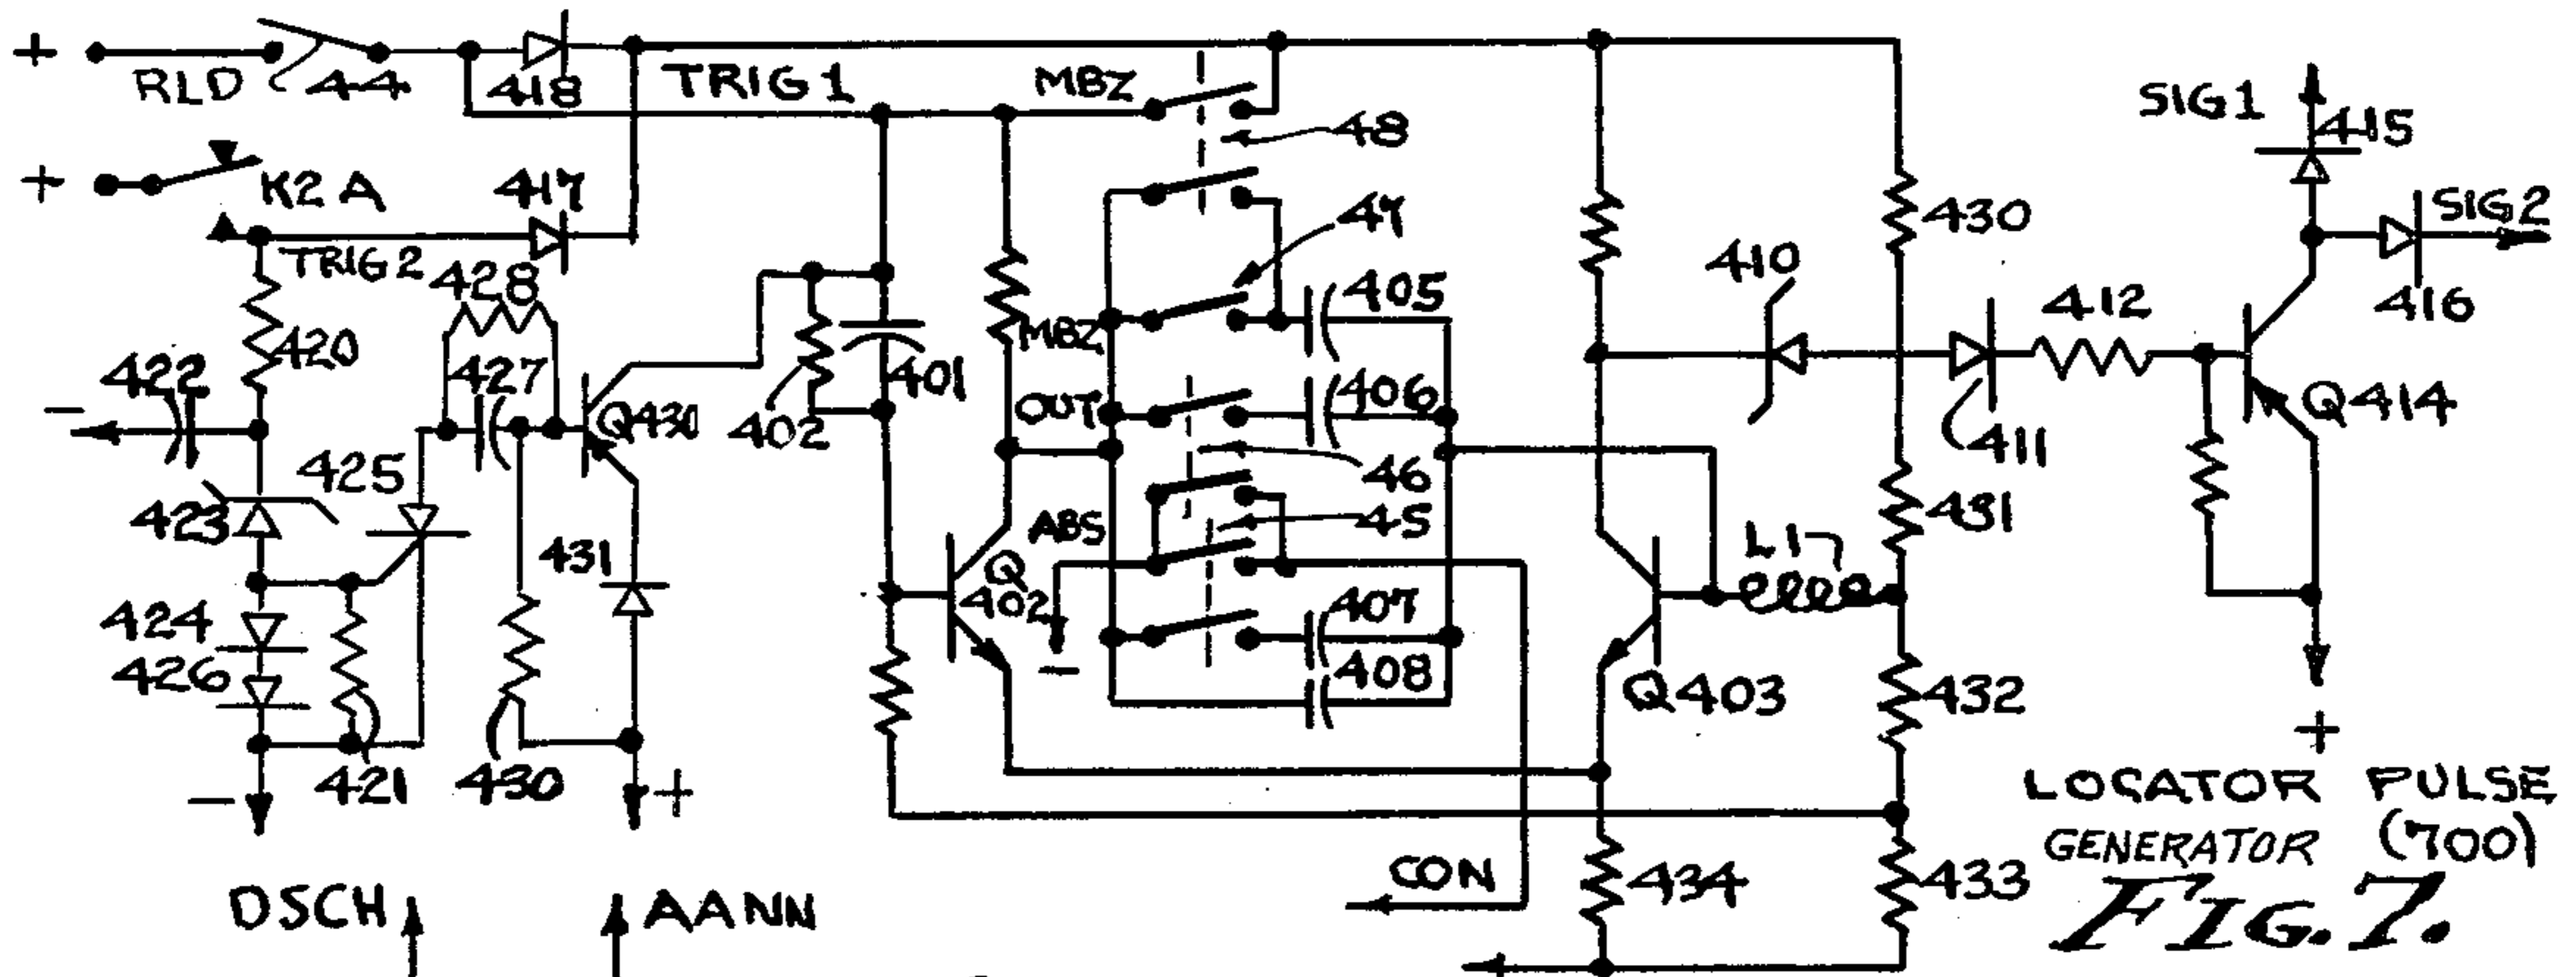 + RLD 44 418 TRIG 1 MBZ
48
SIG 1 415
+ K2 A 417
47
TRIG 2 428
410
430
SIG2
416
412
405
420
MBZ
422
427
401
406
OUT
Q430
402
411
Q414
-
425
46
423
ABS
45
431
L1
431
Q
402
407
424
426
-
408
Q403
432
+
421
430
- +
LOCATOR PULSE
GENERATOR (700)
CON
434
433
FIG. 7.
DSCH AANN